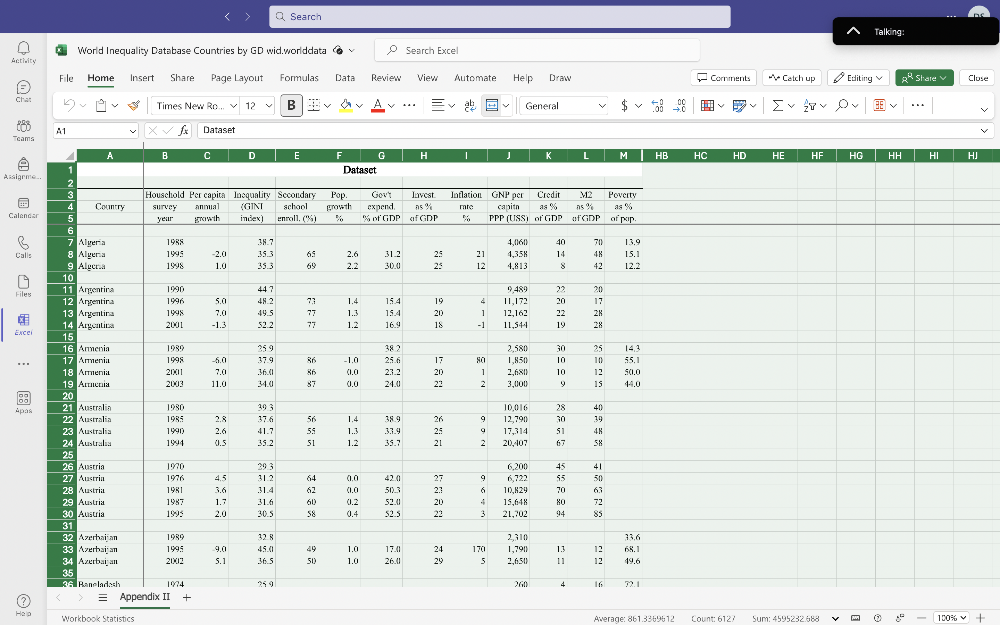 Search
DS
Talking:
Activity
Chat
Teams
Assignme...
Calendar
Calls
Files
Excel
Apps
Help
World Inequality Database Countries by GD wid.worlddata
Search Excel
File Home Insert Share Page Layout Formulas Data Review View Automate Help Draw
Comments Catch up Editing Share Close
Times New Ro... 12 B General
A1 fx Dataset
A B C D E F G H I J K L M HB HC HD HE HF HG HH HI HJ
1 Dataset
2
3 Household Per capita Inequality Secondary Pop. Gov't Invest. Inflation GNP per Credit M2 Poverty
4 Country survey annual (GINI school growth expend. as % rate capita as % as % as %
5 year growth index) enroll. (%) % % of GDP of GDP % PPP (US$) of GDP of GDP of pop.
6
7 Algeria 1988 38.7 4,060 40 70 13.9
8 Algeria 1995 -2.0 35.3 65 2.6 31.2 25 21 4,358 14 48 15.1
9 Algeria 1998 1.0 35.3 69 2.2 30.0 25 12 4,813 8 42 12.2
10
11 Argentina 1990 44.7 9,489 22 20
12 Argentina 1996 5.0 48.2 73 1.4 15.4 19 4 11,172 20 17
13 Argentina 1998 7.0 49.5 77 1.3 15.4 20 1 12,162 22 28
14 Argentina 2001 -1.3 52.2 77 1.2 16.9 18 -1 11,544 19 28
15
16 Armenia 1989 25.9 38.2 2,580 30 25 14.3
17 Armenia 1998 -6.0 37.9 86 -1.0 25.6 17 80 1,850 10 10 55.1
18 Armenia 2001 7.0 36.0 86 0.0 23.2 20 1 2,680 10 12 50.0
19 Armenia 2003 11.0 34.0 87 0.0 24.0 22 2 3,000 9 15 44.0
20
21 Australia 1980 39.3 10,016 28 40
22 Australia 1985 2.8 37.6 56 1.4 38.9 26 9 12,790 30 39
23 Australia 1990 2.6 41.7 55 1.3 33.9 25 9 17,314 51 48
24 Australia 1994 0.5 35.2 51 1.2 35.7 21 2 20,407 67 58
25
26 Austria 1970 29.3 6,200 45 41
27 Austria 1976 4.5 31.2 64 0.0 42.0 27 9 6,722 55 50
28 Austria 1981 3.6 31.4 62 0.0 50.3 23 6 10,829 70 63
29 Austria 1987 1.7 31.6 60 0.2 52.0 20 4 15,648 80 72
30 Austria 1995 2.0 30.5 58 0.4 52.5 22 3 21,702 94 85
31
32 Azerbaijan 1989 32.8 2,310 33.6
33 Azerbaijan 1995 -9.0 45.0 49 1.0 17.0 24 170 1,790 13 12 68.1
34 Azerbaijan 2002 5.1 36.5 50 1.0 26.0 29 5 2,650 11 12 49.6
35
36 Bangladesh 1974 25.9 260 4 16 72.1
Appendix II
Workbook Statistics Average: 861.3369612 Count: 6127 Sum: 4595232.688 100%